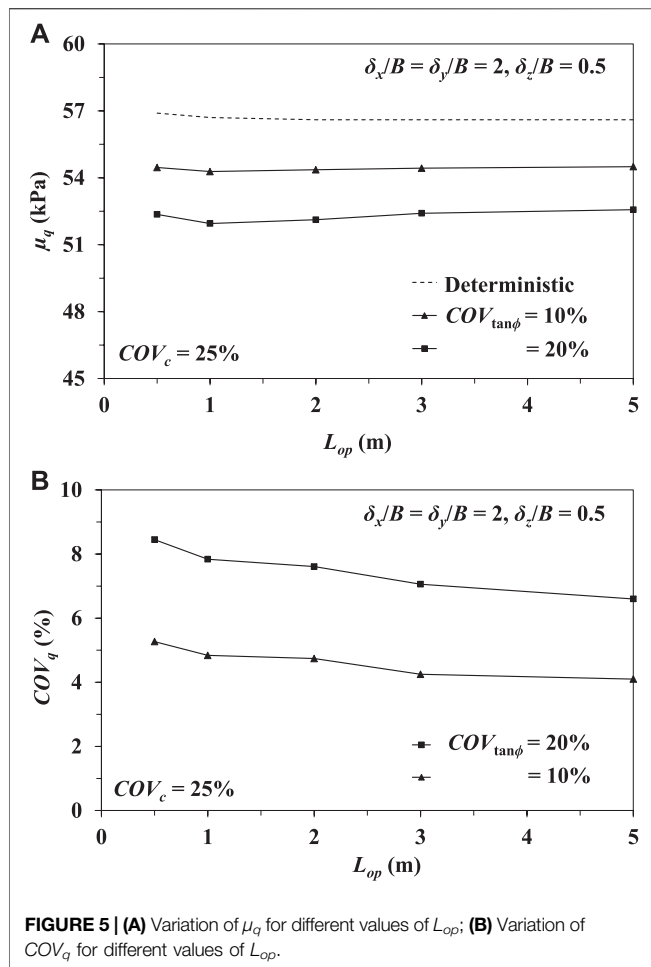 A
60
57
54
51
48
45
μq (kPa)
δx/B = δy/B = 2, δz/B = 0.5
Deterministic
COVtanϕ = 10%
= 20%
COVc = 25%
0 1 2 3 4 5
Lop (m)
B
10
8
6
4
2
0
COVq (%)
δx/B = δy/B = 2, δz/B = 0.5
COVtanϕ = 20%
= 10%
COVc = 25%
0 1 2 3 4 5
Lop (m)
FIGURE 5 | (A) Variation of μq for different values of Lop; (B) Variation of
COVq for different values of Lop.